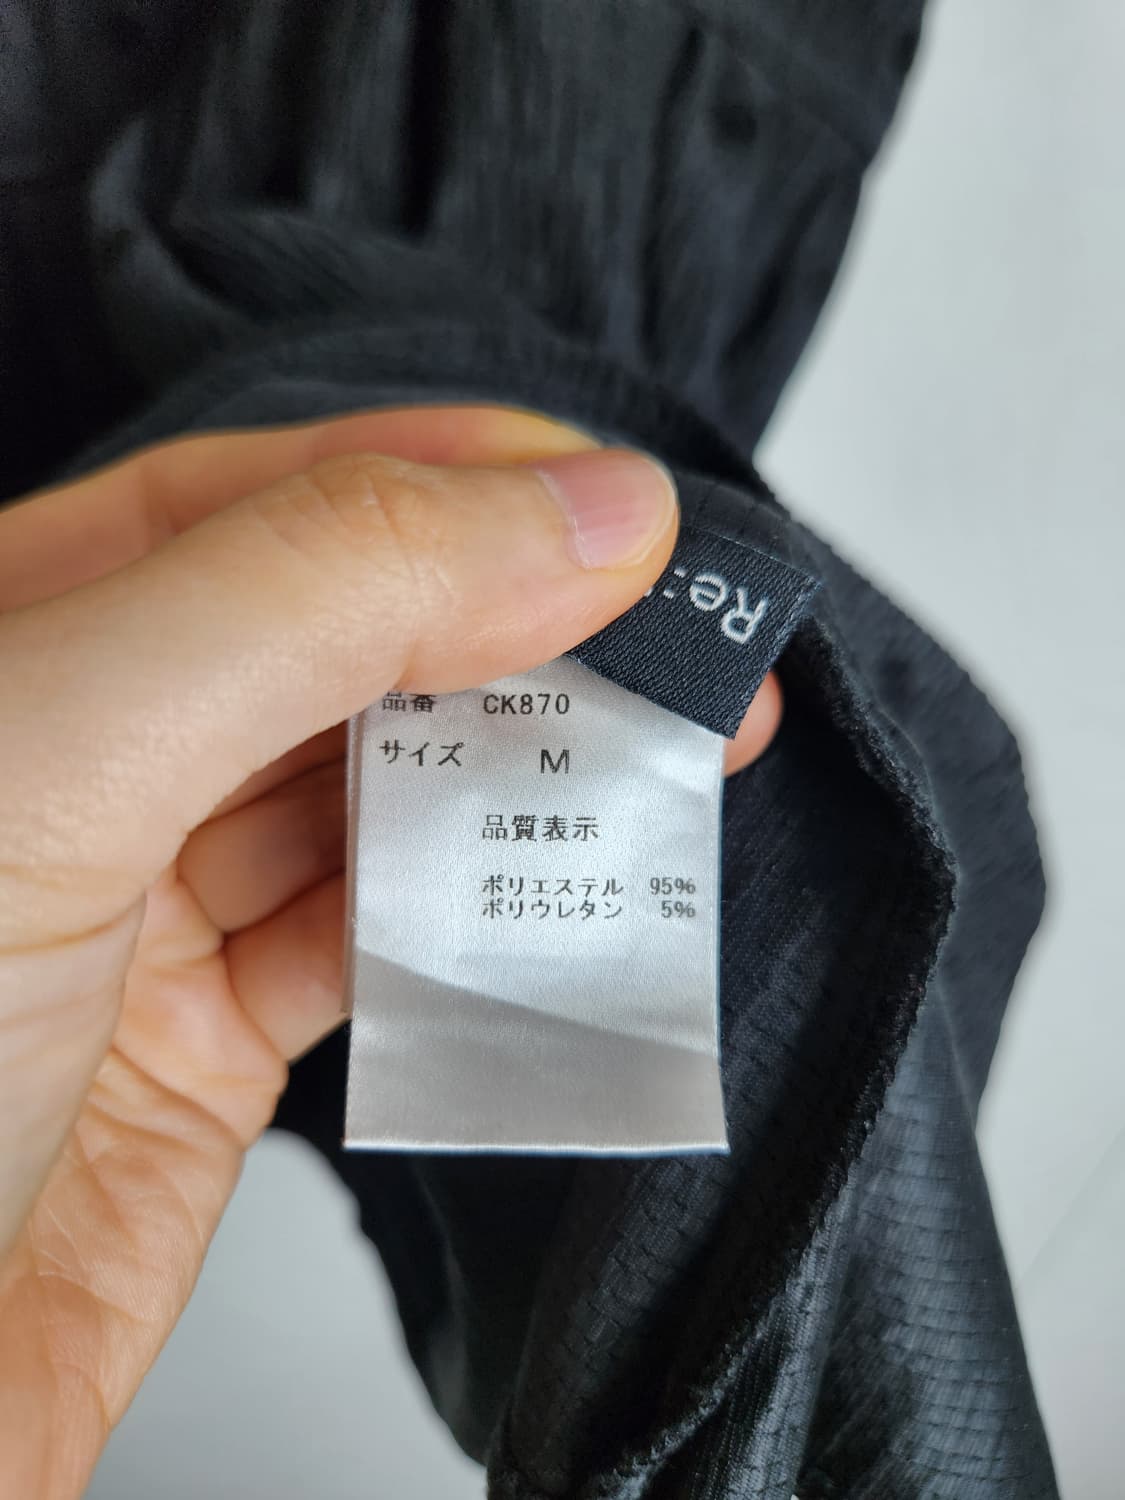 Re:
品番 CK870
サイズ M
品質表示
ポリエステル 95%
ポリウレタン 5%